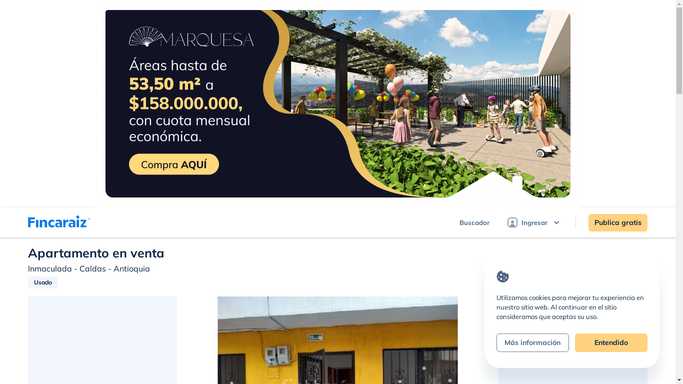 MARQUESA
Áreas hasta de
53,50 m² a
$158.000.000,
con cuota mensual
económica.
Compra AQUÍ
Fincaraiz
Buscador
Ingresar
Publica gratis
Apartamento en venta
Inmaculada - Caldas - Antioquia
Usado
Utilizamos cookies para mejorar tu experiencia en
nuestro sitio web. Al continuar en el sitio
consideramos que aceptas su uso.
Más información
Entendido